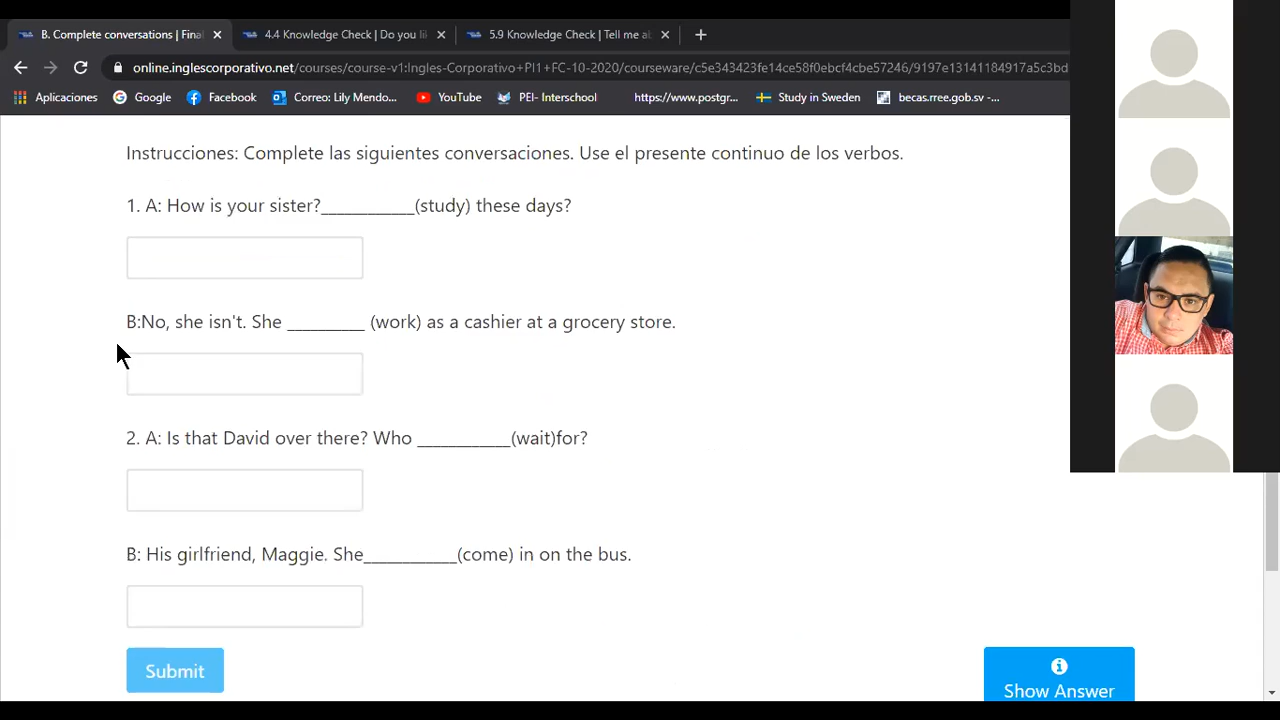 B. Complete conversations | Fina
4.4 Knowledge Check | Do you li
5.9 Knowledge Check | Tell me a
online.inglescorporativo.net/courses/course-v1:Ingles-Corporativo+PI1+FC-10-2020/courseware/c5e343423fe14ce58f0ebcf4cbe57246/9197e13141184917a5c3bd
Aplicaciones Google Facebook Correo: Lily Mendo... YouTube PEI- Interschool https://www.postgr... Study in Sweden becas.rree.gob.sv -...
Instrucciones: Complete las siguientes conversaciones. Use el presente continuo de los verbos.
1. A: How is your sister?____________(study) these days?
B:No, she isn't. She __________ (work) as a cashier at a grocery store.
2. A: Is that David over there? Who ____________(wait)for?
B: His girlfriend, Maggie. She____________(come) in on the bus.
Submit
Show Answer